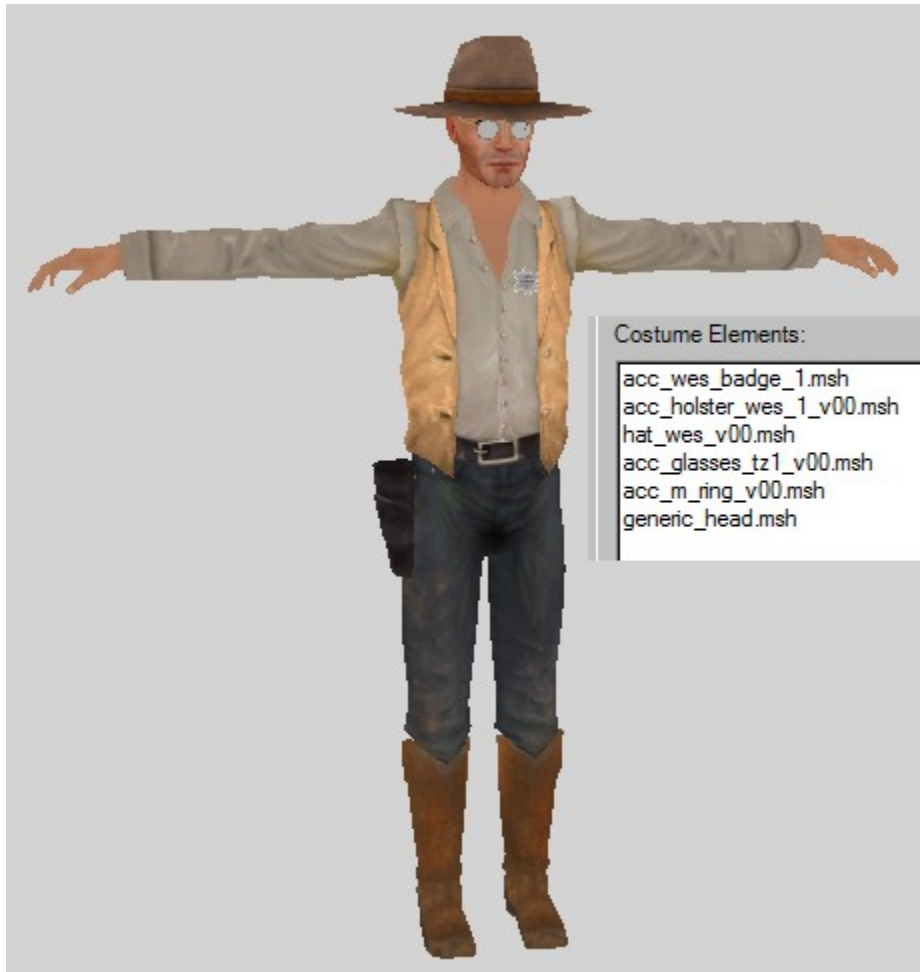 Costume Elements:
acc_wes_badge_1.msh
acc_holster_wes_1_v00.msh
hat_wes_v00.msh
acc_glasses_tz1_v00.msh
acc_m_ring_v00.msh
generic_head.msh